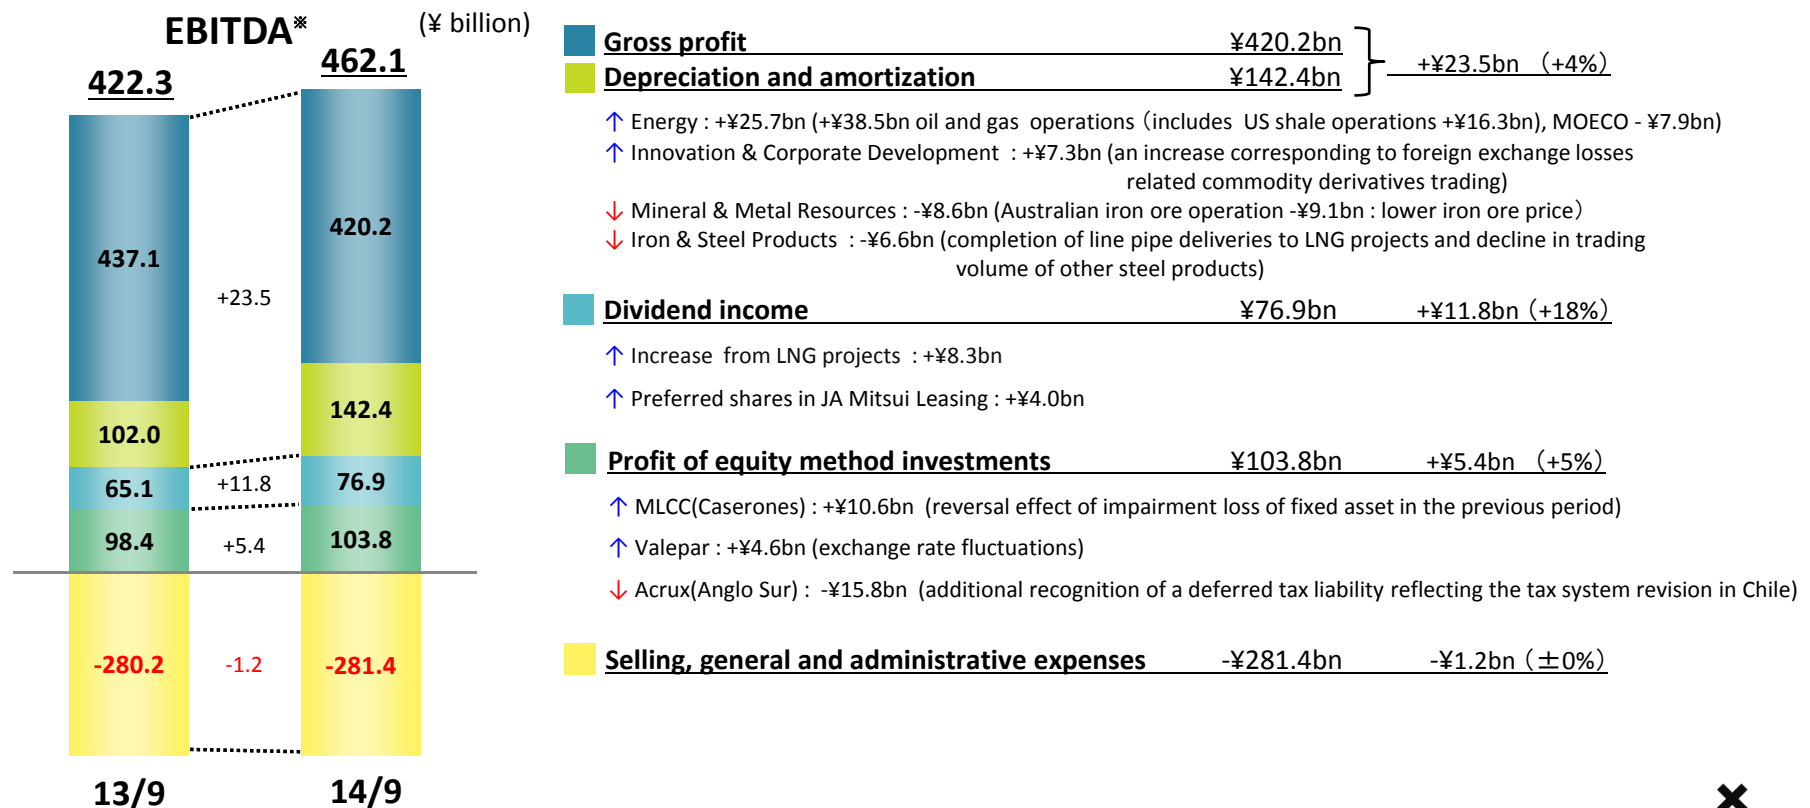 EBITDA※ (¥ billion)
422.3
462.1
437.1
420.2
+23.5
102.0
142.4
65.1
+11.8
76.9
98.4
+5.4
103.8
-280.2
-1.2
-281.4
13/9
14/9
Gross profit ¥420.2bn
Depreciation and amortization ¥142.4bn
+¥23.5bn （+4%）
↑ Energy : +¥25.7bn (+¥38.5bn oil and gas operations（includes US shale operations +¥16.3bn), MOECO - ¥7.9bn)
↑ Innovation & Corporate Development : +¥7.3bn (an increase corresponding to foreign exchange losses
related commodity derivatives trading)
↓ Mineral & Metal Resources : -¥8.6bn (Australian iron ore operation -¥9.1bn : lower iron ore price）
↓ Iron & Steel Products : -¥6.6bn (completion of line pipe deliveries to LNG projects and decline in trading
volume of other steel products)
Dividend income ¥76.9bn +¥11.8bn（+18%）
↑ Increase from LNG projects : +¥8.3bn
↑ Preferred shares in JA Mitsui Leasing : +¥4.0bn
Profit of equity method investments ¥103.8bn +¥5.4bn （+5%）
↑ MLCC(Caserones) : +¥10.6bn (reversal effect of impairment loss of fixed asset in the previous period)
↑ Valepar : +¥4.6bn (exchange rate fluctuations)
↓ Acrux(Anglo Sur) : -¥15.8bn (additional recognition of a deferred tax liability reflecting the tax system revision in Chile)
Selling, general and administrative expenses -¥281.4bn -¥1.2bn（±0%）